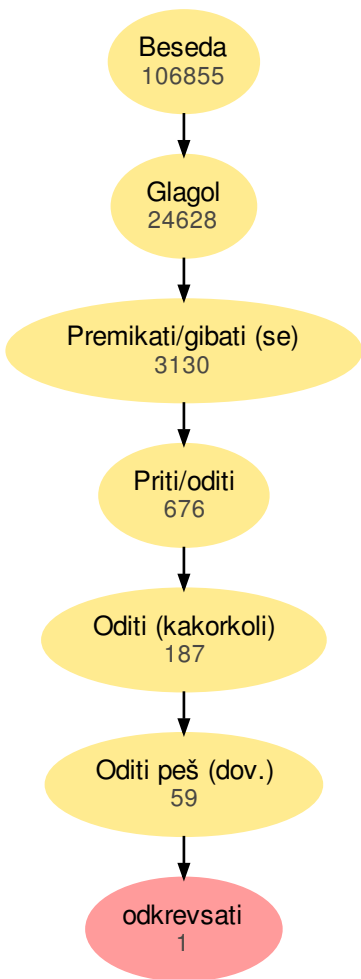 Beseda
106855
Glagol
24628
Premikati/gibati (se)
3130
Priti/oditi
676
Oditi (kakorkoli)
187
Oditi peš (dov.)
59
odkrevsati
1